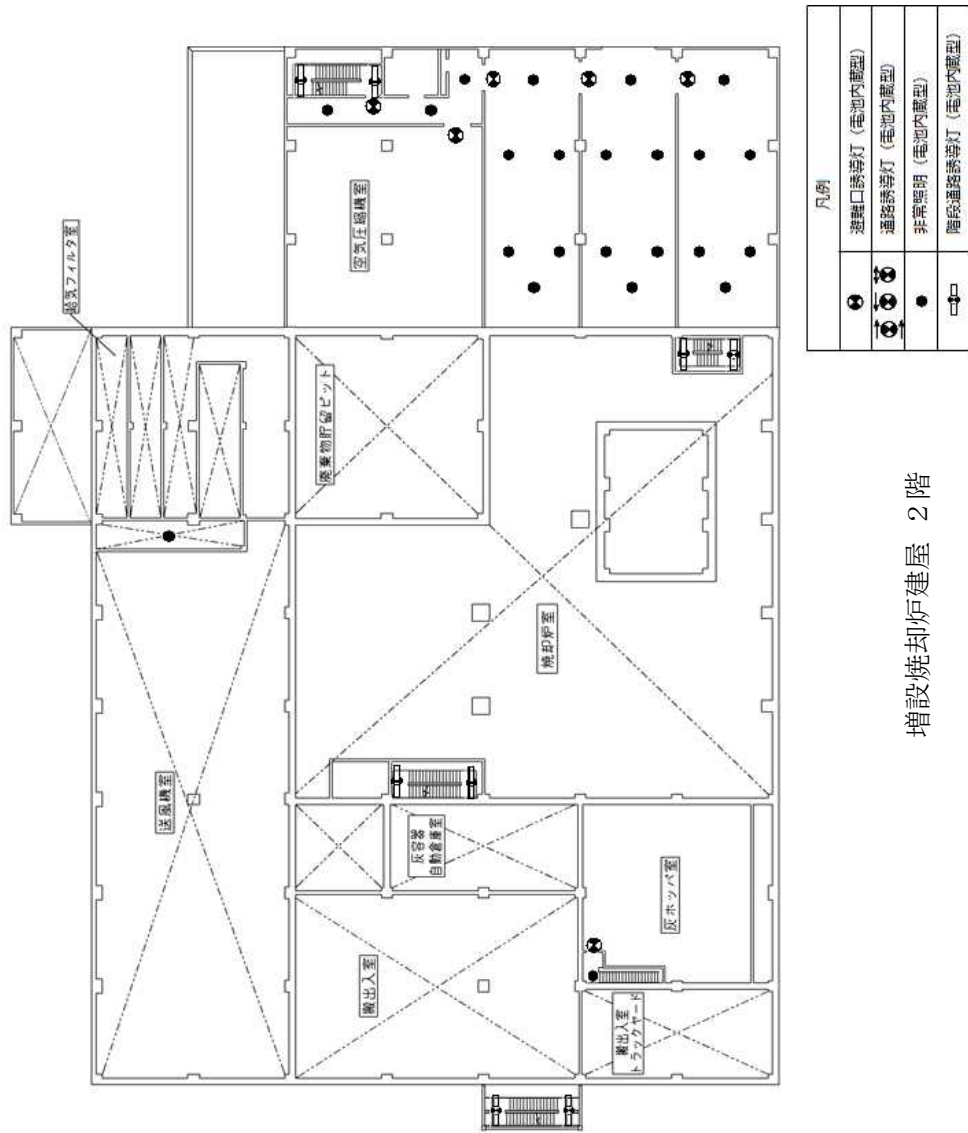 給気フィルタ室
空気圧縮機室
廃棄物貯留ピット
送風機室
焼却炉室
灰容器
自動倉庫室
搬出入室
灰ホッパ室
搬出入室
トラックヤード
凡例
避難口誘導灯（電池内蔵型）
通路誘導灯（電池内蔵型）
非常照明（電池内蔵型）
階段通路誘導灯（電池内蔵型）
増設焼却炉建屋 2階